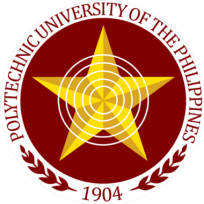 POLYTECHNIC UNIVERSITY OF THE PHILIPPINES
1904